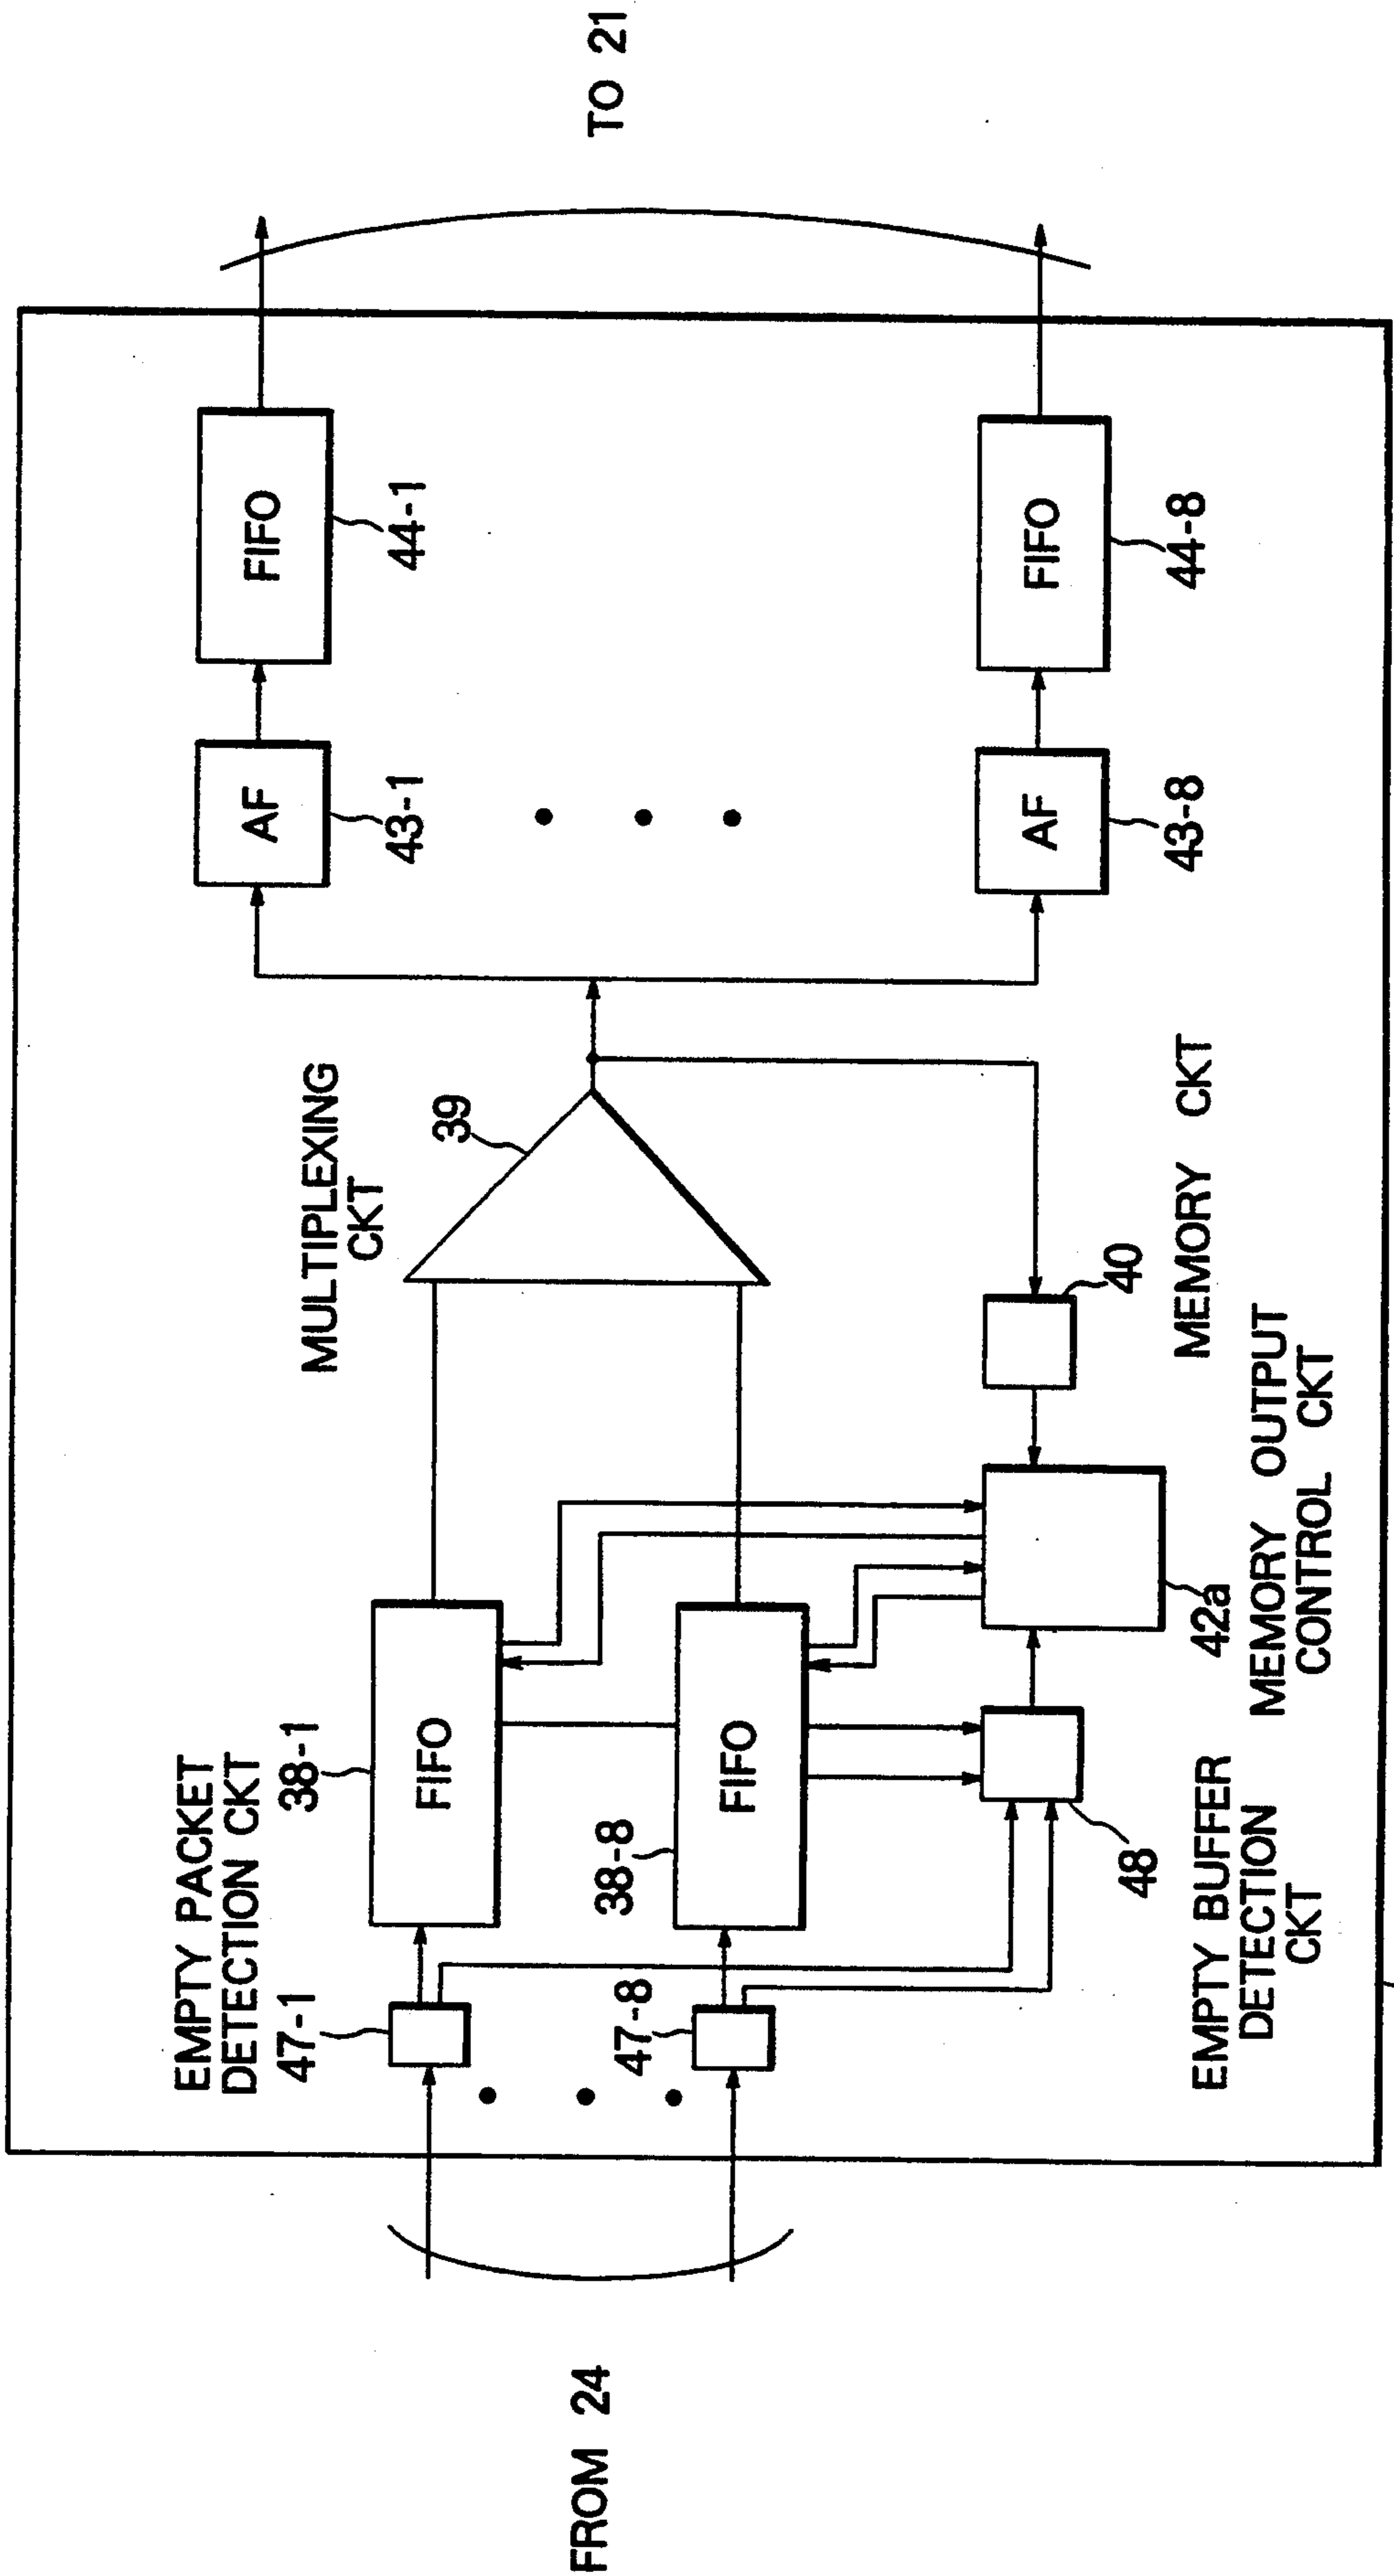 EMPTY PACKET
DETECTION CKT
47-1
38-1
FIFO
MULTIPLEXING
CKT
39
AF
43-1
FIFO
44-1
FROM 24
TO 21
47-8
38-8
FIFO
AF
43-8
FIFO
44-8
48
42a
40
EMPTY BUFFER
DETECTION
CKT
MEMORY OUTPUT
CONTROL CKT
MEMORY CKT